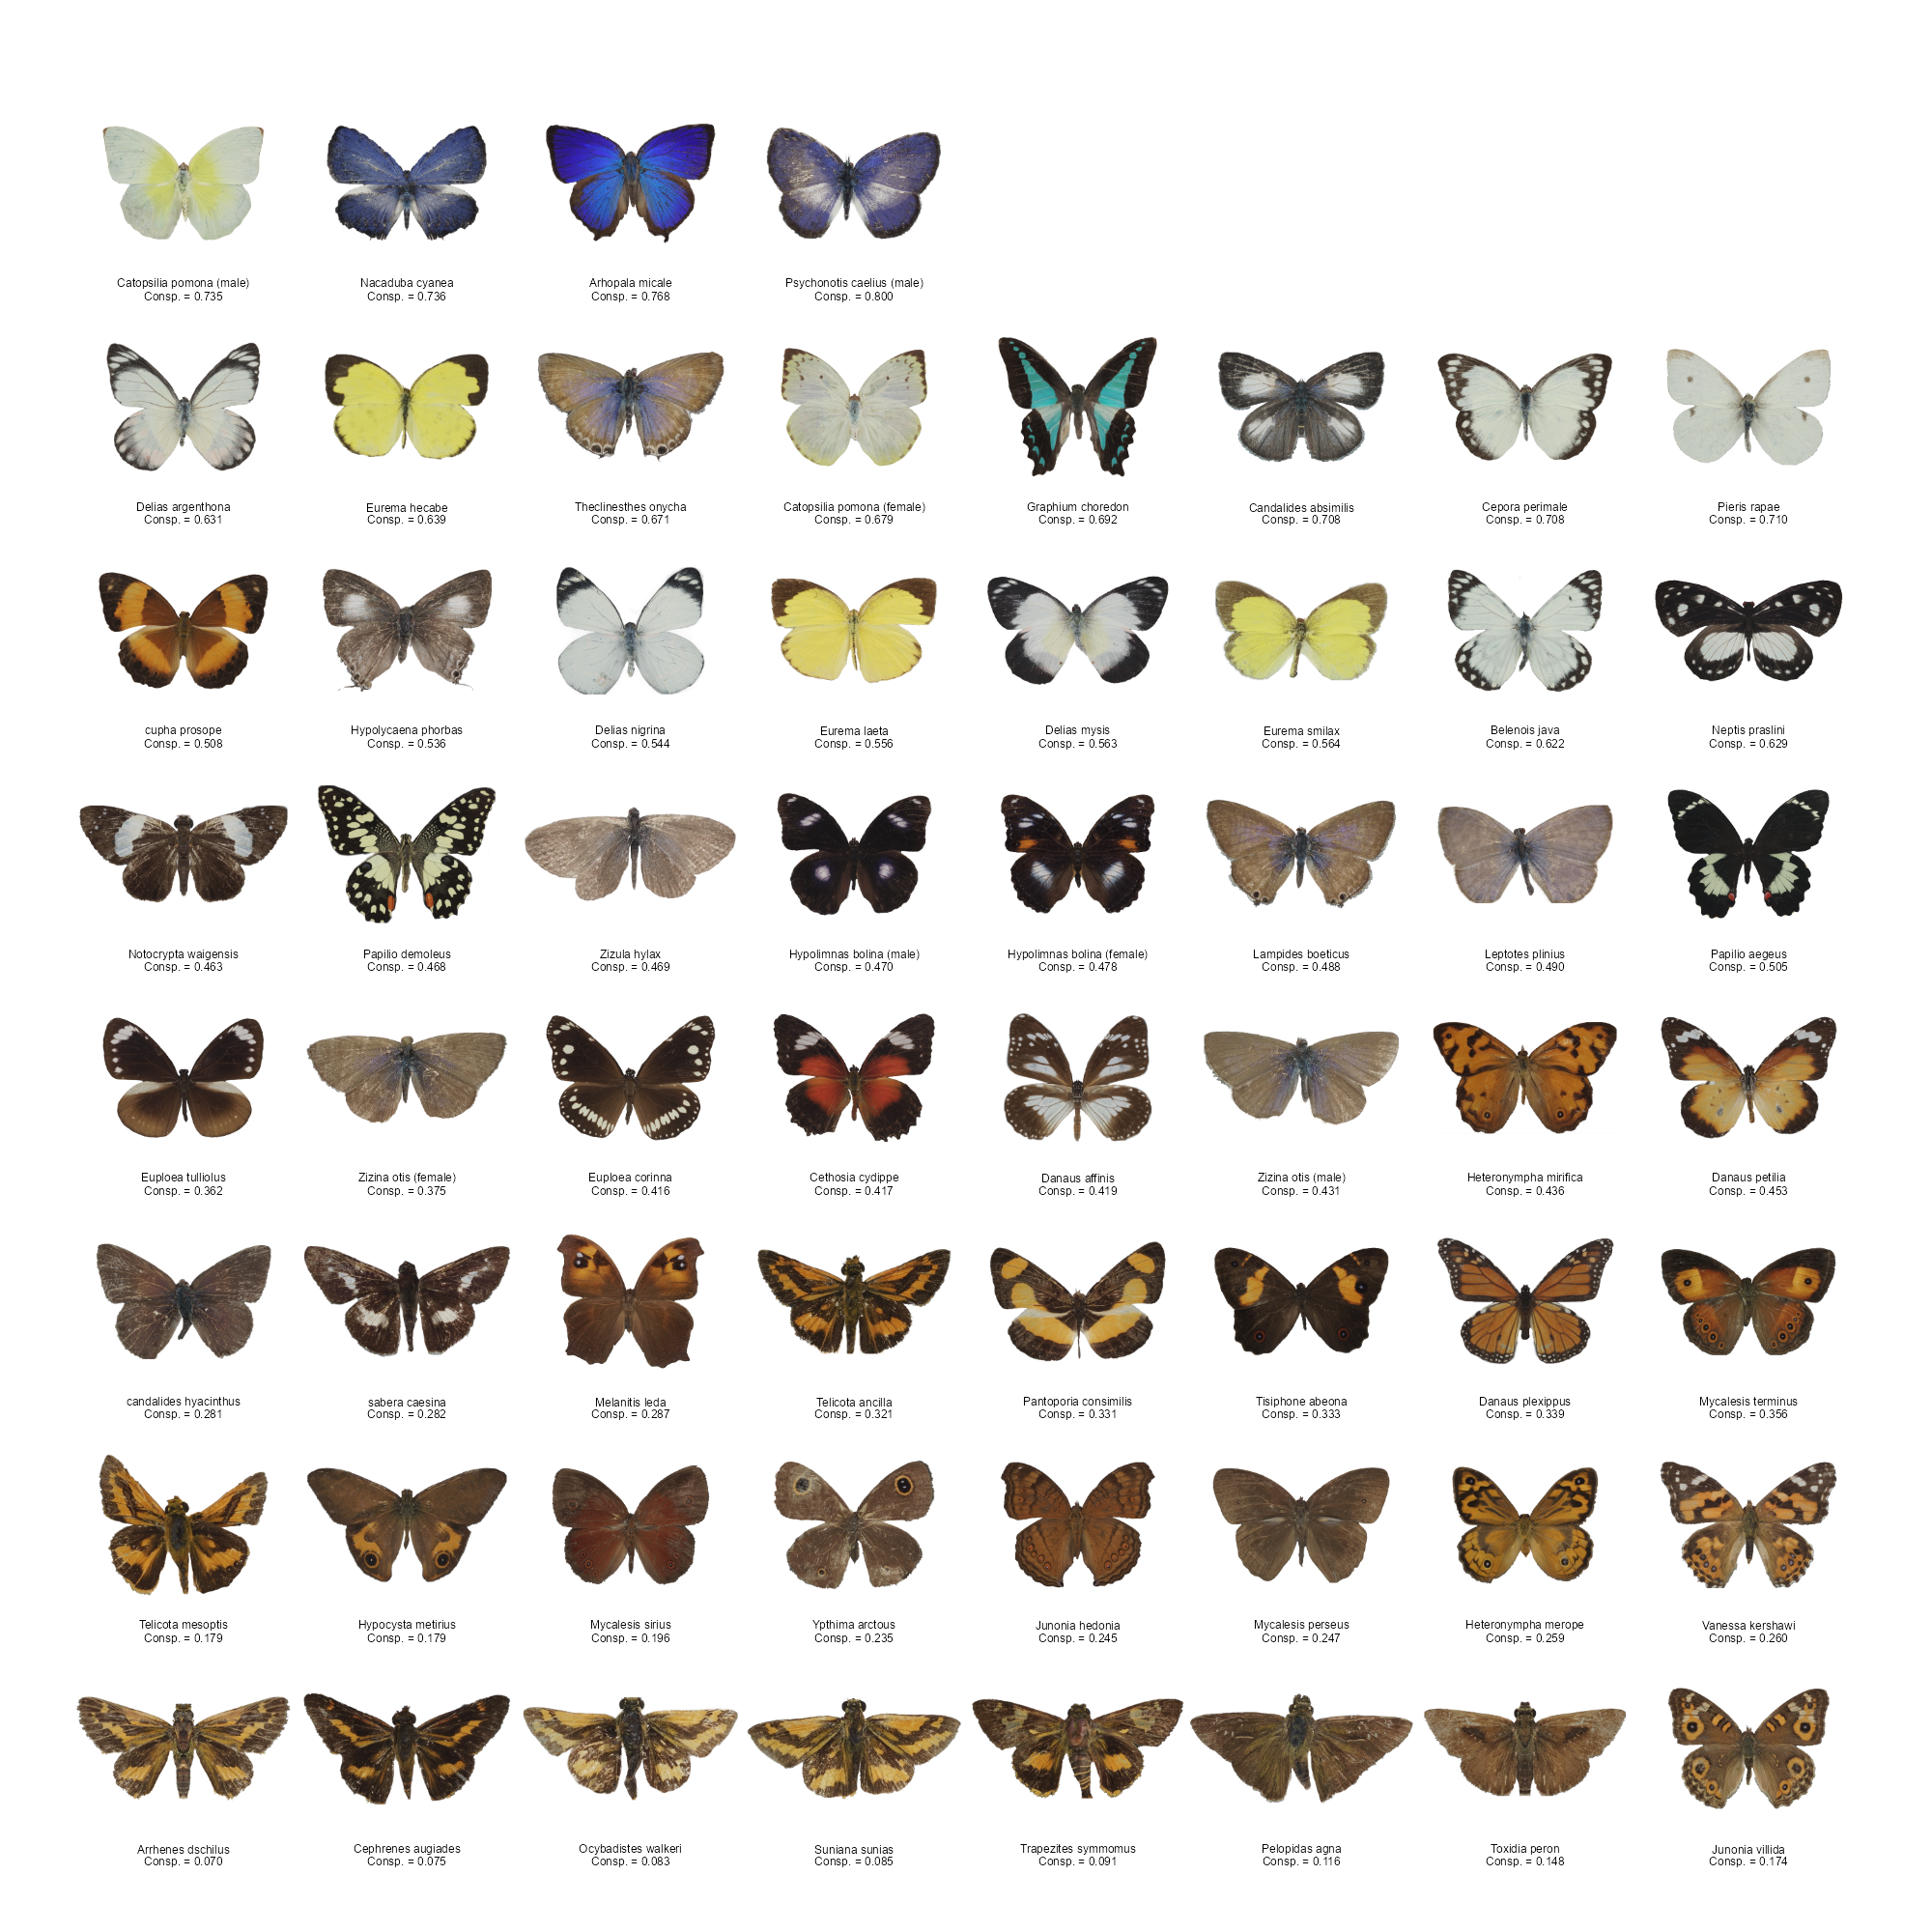 Catopsilia pomona (male)
Consp. = 0.735
Nacaduba cyanea
Consp. = 0.736
Arhopala micale
Consp. = 0.768
Psychonotis caelius (male)
Consp. = 0.800
Delias argenthona
Consp. = 0.631
Eurema hecabe
Consp. = 0.639
Theclinesthes onycha
Consp. = 0.671
Catopsilia pomona (female)
Consp. = 0.679
Graphium choredon
Consp. = 0.692
Candalides absimilis
Consp. = 0.708
Cepora perimale
Consp. = 0.708
Pieris rapae
Consp. = 0.710
cupha prosope
Consp. = 0.508
Hypolycaena phorbas
Consp. = 0.536
Delias nigrina
Consp. = 0.544
Eurema laeta
Consp. = 0.556
Delias mysis
Consp. = 0.563
Eurema smilax
Consp. = 0.564
Belenois java
Consp. = 0.622
Neptis praslini
Consp. = 0.629
Notocrypta waigensis
Consp. = 0.463
Papilio demoleus
Consp. = 0.468
Zizula hylax
Consp. = 0.469
Hypolimnas bolina (male)
Consp. = 0.470
Hypolimnas bolina (female)
Consp. = 0.478
Lampides boeticus
Consp. = 0.488
Leptotes plinius
Consp. = 0.490
Papilio aegeus
Consp. = 0.505
Euploea tulliolus
Consp. = 0.362
Zizina otis (female)
Consp. = 0.375
Euploea corinna
Consp. = 0.416
Cethosia cydippe
Consp. = 0.417
Danaus affinis
Consp. = 0.419
Zizina otis (male)
Consp. = 0.431
Heteronympha mirifica
Consp. = 0.436
Danaus petilia
Consp. = 0.453
candalides hyacinthus
Consp. = 0.281
sabera caesina
Consp. = 0.282
Melanitis leda
Consp. = 0.287
Telicota ancilla
Consp. = 0.321
Pantoporia consimilis
Consp. = 0.331
Tisiphone abeona
Consp. = 0.333
Danaus plexippus
Consp. = 0.339
Mycalesis terminus
Consp. = 0.356
Telicota mesoptis
Consp. = 0.179
Hypocysta metirius
Consp. = 0.179
Mycalesis sirius
Consp. = 0.196
Ypthima arctous
Consp. = 0.235
Junonia hedonia
Consp. = 0.245
Mycalesis perseus
Consp. = 0.247
Heteronympha merope
Consp. = 0.259
Vanessa kershawi
Consp. = 0.260
Arrhenes dschilus
Consp. = 0.070
Cephrenes augiades
Consp. = 0.075
Ocybadistes walkeri
Consp. = 0.083
Suniana sunias
Consp. = 0.085
Trapezites symmomus
Consp. = 0.091
Pelopidas agna
Consp. = 0.116
Toxidia peron
Consp. = 0.148
Junonia villida
Consp. = 0.174